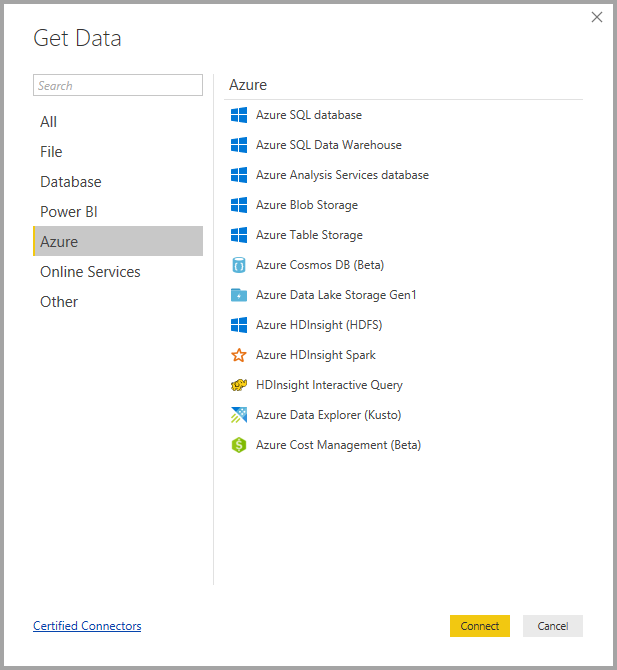 Get Data
Search
All
File
Database
Power BI
Azure
Online Services
Other
Azure
Azure SQL database
Azure SQL Data Warehouse
Azure Analysis Services database
Azure Blob Storage
Azure Table Storage
Azure Cosmos DB (Beta)
Azure Data Lake Storage Gen1
Azure HDInsight (HDFS)
Azure HDInsight Spark
HDInsight Interactive Query
Azure Data Explorer (Kusto)
Azure Cost Management (Beta)
Certified Connectors
Connect
Cancel